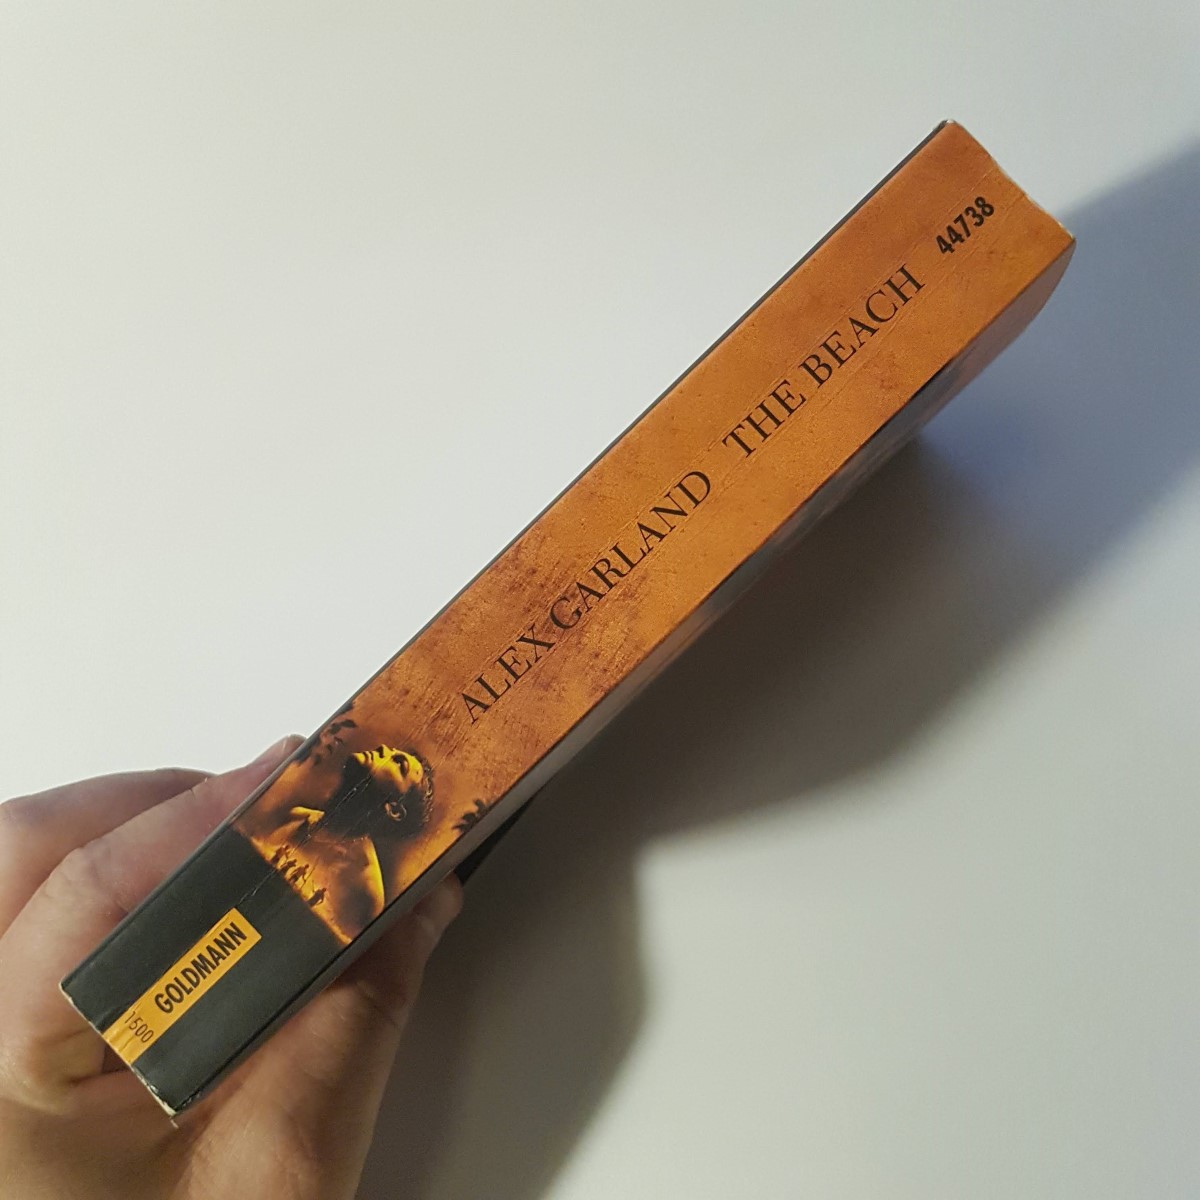 44738
ALEX GARLAND THE BEACH
GOLDMANN
1500